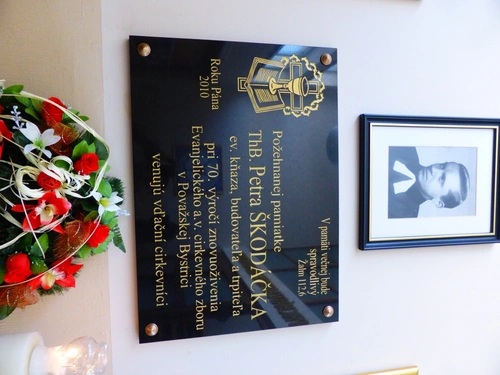 V pamäti večnej bude
spravodlivý
Žalm 112,6
Požehnanej pamiatke
ThB. Petra ŠKODÁČKA
ev. kňaza, budovateľa a trpiteľa
pri 70. výročí znovuoživenia
Evanjelického a.v. cirkevného zboru
v Považskej Bystrici
venujú vďační cirkevníci
Roku Pána
2010